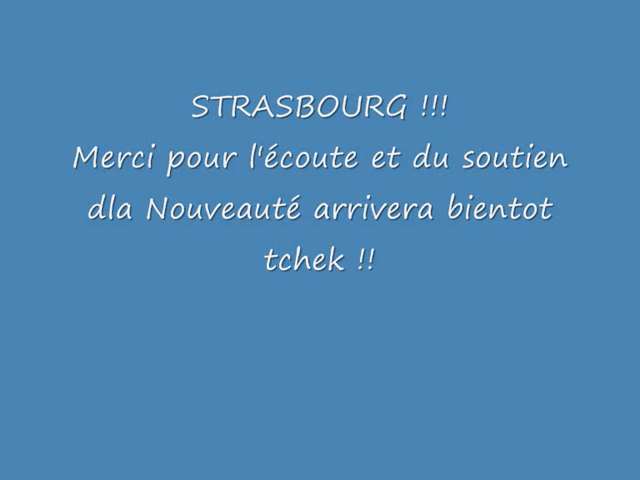 STRASBOURG !!!
Merci pour l'écoute et du soutien
dla Nouveauté arrivera bientot
tchek !!